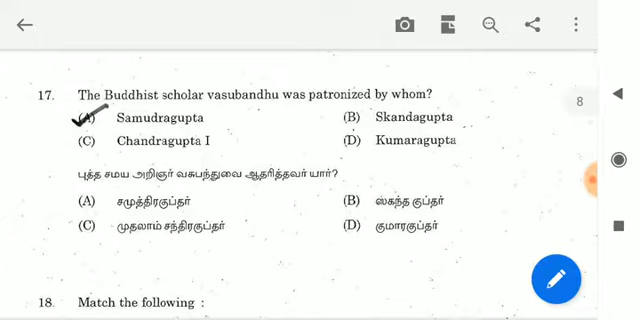 17. The Buddhist scholar vasubandhu was patronized by whom?
(A) Samudragupta (B) Skandagupta
(C) Chandragupta I (D) Kumaragupta
புத்த சமய அறிஞர் வசுபந்துவை ஆதரித்தவர் யார்?
(A) சமுத்திரகுப்தர் (B) ஸ்கந்த குப்தர்
(C) முதலாம் சந்திரகுப்தர் (D) குமாரகுப்தர்
18. Match the following :
8